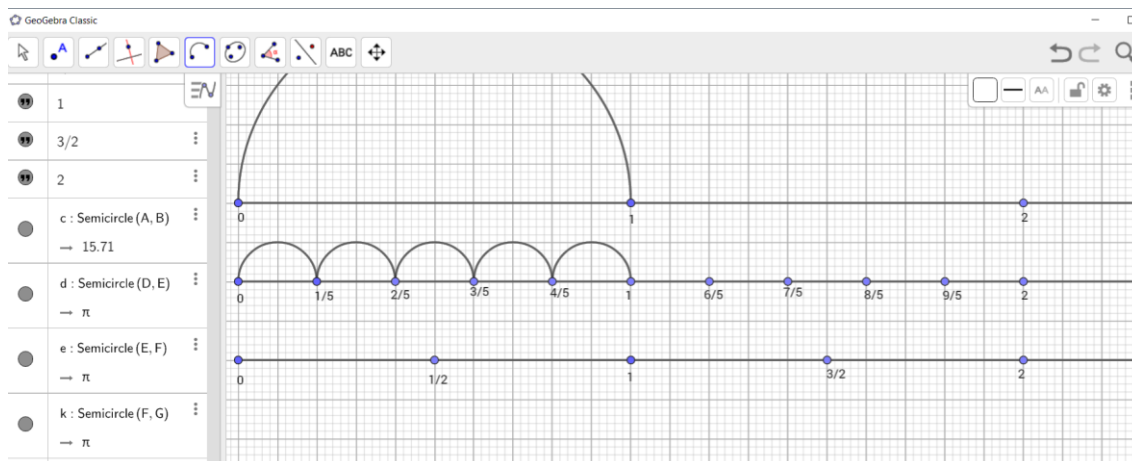 GeoGebra Classic
A
ABC
AA
1
3/2
2
c : Semicircle (A, B)
→ 15.71
d : Semicircle (D, E)
→ π
e : Semicircle (E, F)
→ π
k : Semicircle (F, G)
→ π
0 1 2
0 1/5 2/5 3/5 4/5 1 6/5 7/5 8/5 9/5 2
0 1/2 1 3/2 2